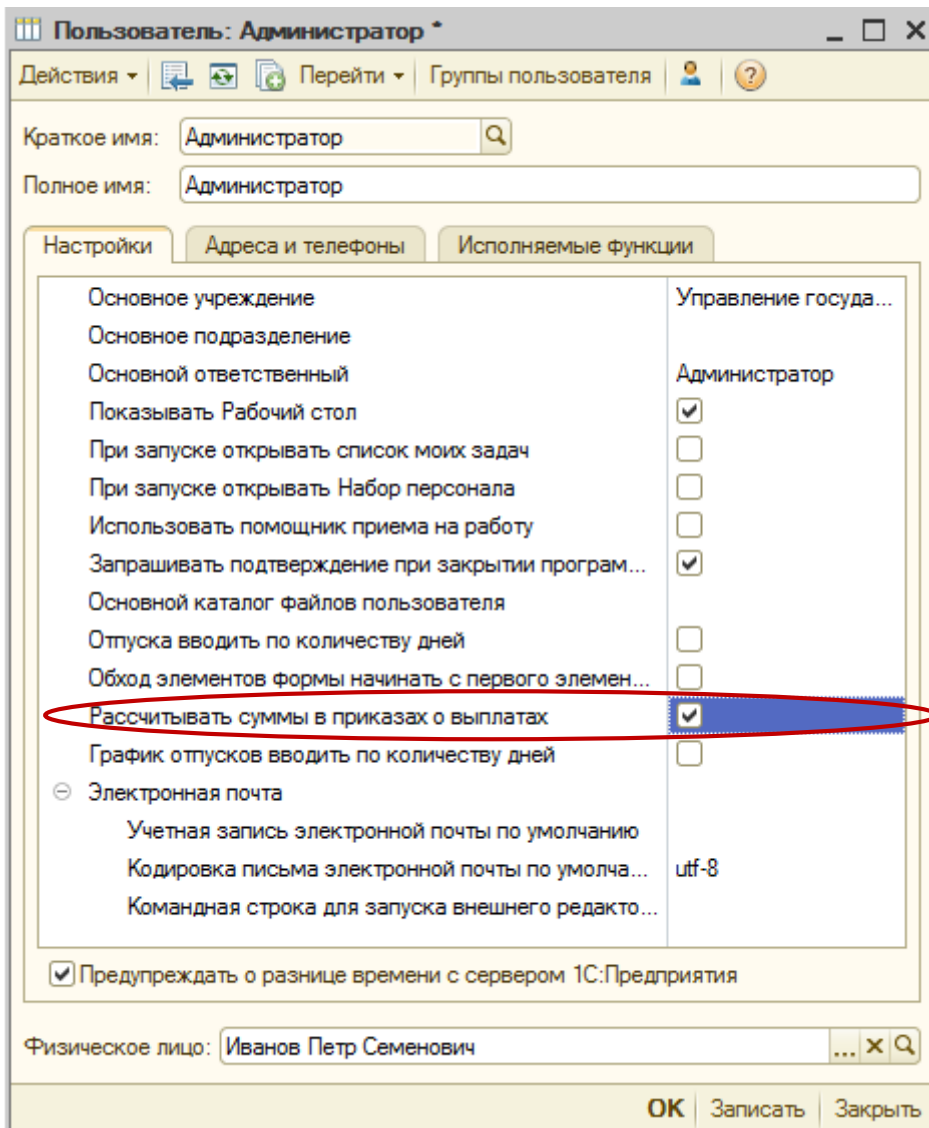 Пользователь: Администратор *
Действия Перейти Группы пользователя ?
Краткое имя: Администратор
Полное имя: Администратор
Настройки Адреса и телефоны Исполняемые функции
Основное учреждение Управление госуда...
Основное подразделение
Основной ответственный Администратор
Показывать Рабочий стол
При запуске открывать список моих задач
При запуске открывать Набор персонала
Использовать помощник приема на работу
Запрашивать подтверждение при закрытии програм...
Основной каталог файлов пользователя
Отпуска вводить по количеству дней
Обход элементов формы начинать с первого элемен...
Рассчитывать суммы в приказах о выплатах
График отпусков вводить по количеству дней
Электронная почта
Учетная запись электронной почты по умолчанию
Кодировка письма электронной почты по умолча... utf-8
Командная строка для запуска внешнего редакто...
Предупреждать о разнице времени с сервером 1С:Предприятия
Физическое лицо: Иванов Петр Семенович ...
OK Записать Закрыть